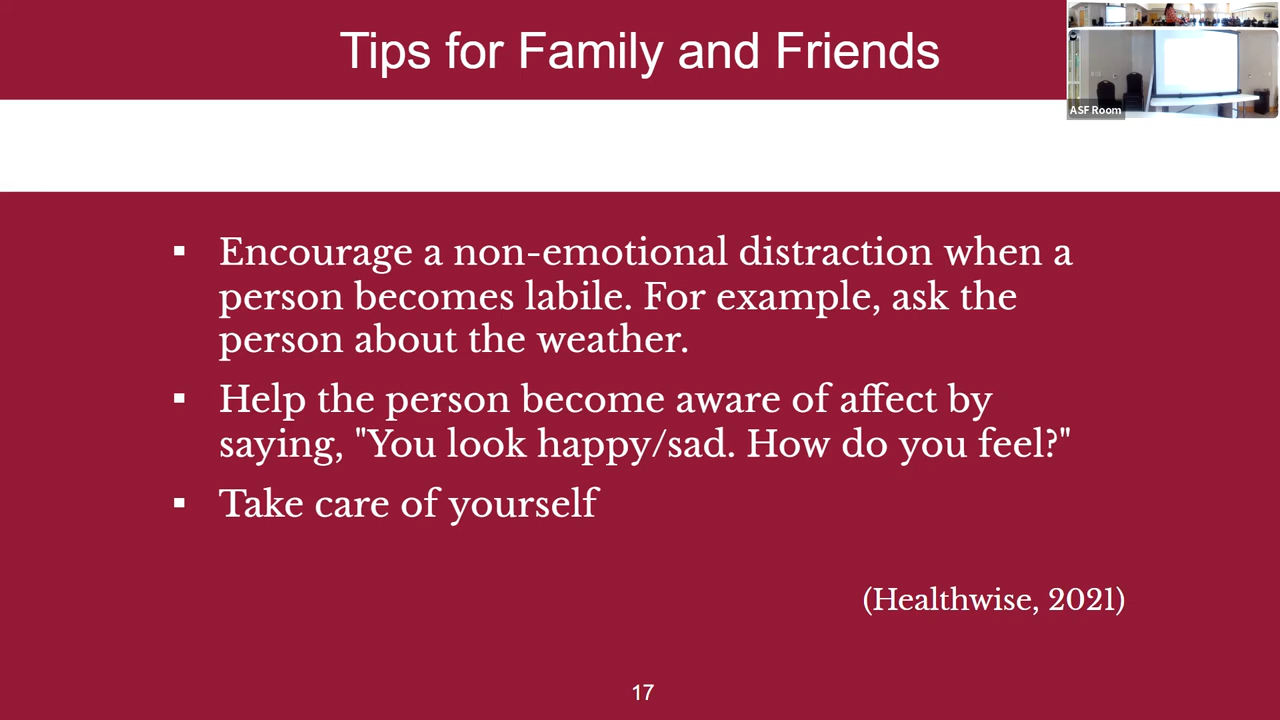 Tips for Family and Friends
ASF Room
▪ Encourage a non-emotional distraction when a
person becomes labile. For example, ask the
person about the weather.
▪ Help the person become aware of affect by
saying, "You look happy/sad. How do you feel?"
▪ Take care of yourself
(Healthwise, 2021)
17